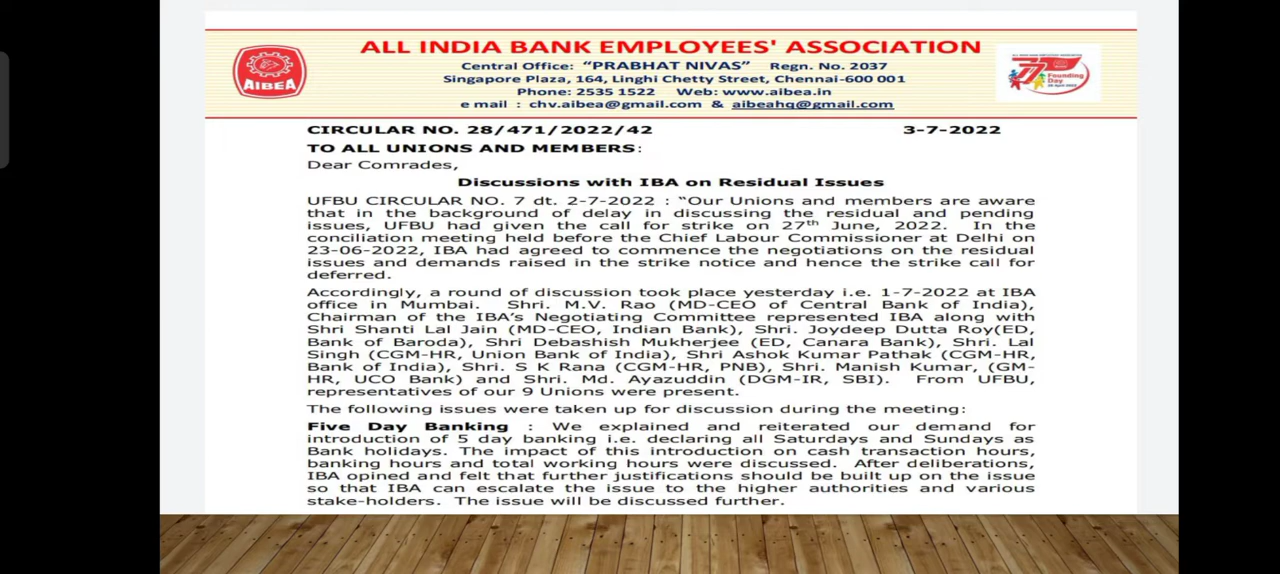 ALL INDIA BANK EMPLOYEES' ASSOCIATION
Central Office: “PRABHAT NIVAS” Regn. No. 2037
Singapore Plaza, 164, Linghi Chetty Street, Chennai-600 001
Phone: 2535 1522 Web: www.aibea.in
e mail : chv.aibea@gmail.com & aibeahq@gmail.com
AIBEA
77
Founding
Day
CIRCULAR NO. 28/471/2022/42 3-7-2022
TO ALL UNIONS AND MEMBERS:
Dear Comrades,
Discussions with IBA on Residual Issues
UFBU CIRCULAR NO. 7 dt. 2-7-2022 : “Our Unions and members are aware
that in the background of delay in discussing the residual and pending
issues, UFBU had given the call for strike on 27th June, 2022. In the
conciliation meeting held before the Chief Labour Commissioner at Delhi on
23-06-2022, IBA had agreed to commence the negotiations on the residual
issues and demands raised in the strike notice and hence the strike call for
deferred.
Accordingly, a round of discussion took place yesterday i.e. 1-7-2022 at IBA
office in Mumbai. Shri. M.V. Rao (MD-CEO of Central Bank of India),
Chairman of the IBA's Negotiating Committee represented IBA along with
Shri Shanti Lal Jain (MD-CEO, Indian Bank), Shri. Joydeep Dutta Roy(ED,
Bank of Baroda), Shri Debashish Mukherjee (ED, Canara Bank), Shri. Lal
Singh (CGM-HR, Union Bank of India), Shri Ashok Kumar Pathak (CGM-HR,
Bank of India), Shri. S K Rana (CGM-HR, PNB), Shri. Manish Kumar, (GM-
HR, UCO Bank) and Shri. Md. Ayazuddin (DGM-IR, SBI). From UFBU,
representatives of our 9 Unions were present.
The following issues were taken up for discussion during the meeting:
Five Day Banking : We explained and reiterated our demand for
introduction of 5 day banking i.e. declaring all Saturdays and Sundays as
Bank holidays. The impact of this introduction on cash transaction hours,
banking hours and total working hours were discussed. After deliberations,
IBA opined and felt that further justifications should be built up on the issue
so that IBA can escalate the issue to the higher authorities and various
stake-holders. The issue will be discussed further.